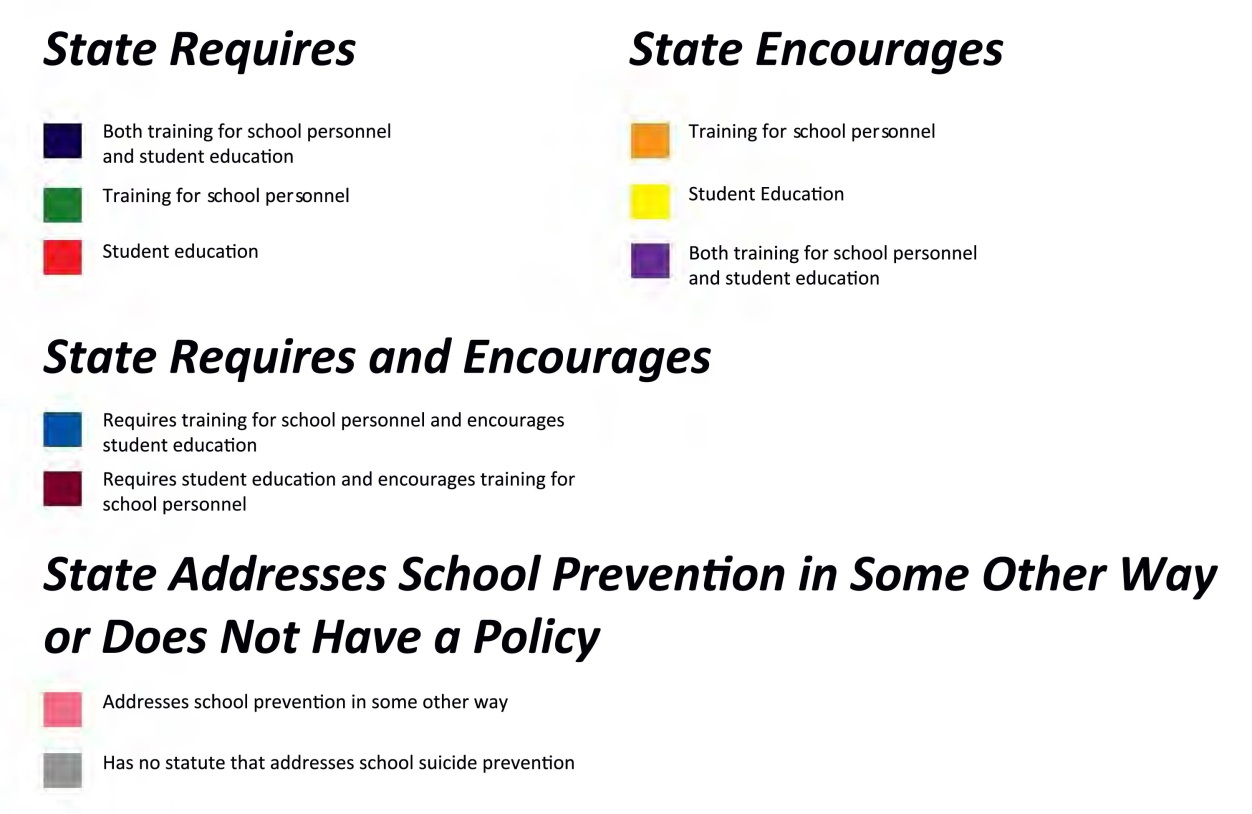 State Requires
Both training for school personnel
and student education
Training for school personnel
Student education
State Encourages
Training for school personnel
Student Education
Both training for school personnel
and student education
State Requires and Encourages
Requires training for school personnel and encourages
student education
Requires student education and encourages training for
school personnel
State Addresses School Prevention in Some Other Way
or Does Not Have a Policy
Addresses school prevention in some other way
Has no statute that addresses school suicide prevention